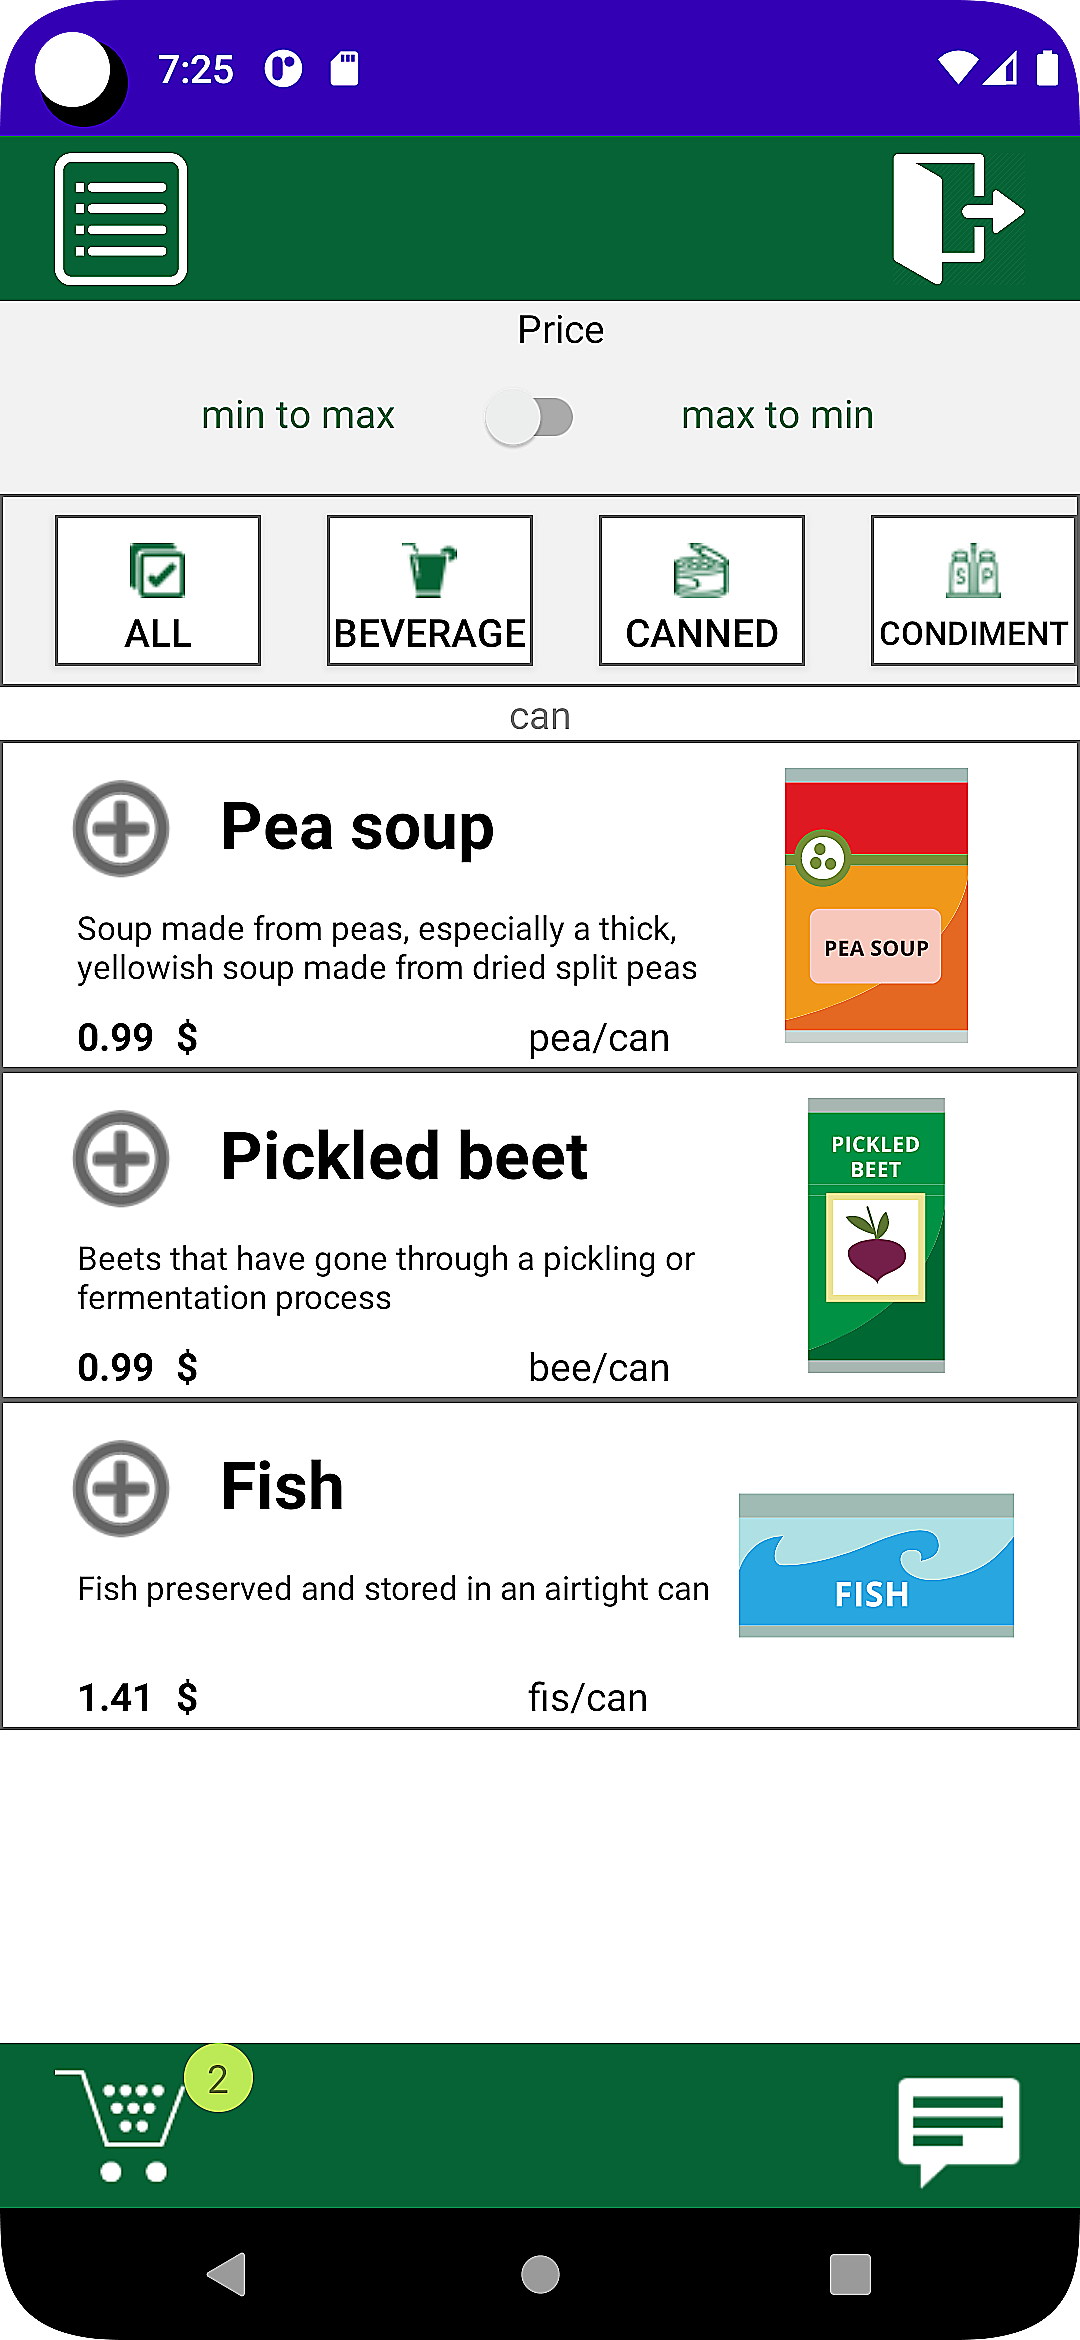 7:25
Price
min to max
max to min
ALL
BEVERAGE
CANNED
CONDIMENT
S P
can
Pea soup
Soup made from peas, especially a thick,
yellowish soup made from dried split peas
0.99 $
pea/can
PEA SOUP
Pickled beet
Beets that have gone through a pickling or
fermentation process
0.99 $
bee/can
PICKLED
BEET
Fish
Fish preserved and stored in an airtight can
1.41 $
fis/can
FISH
2